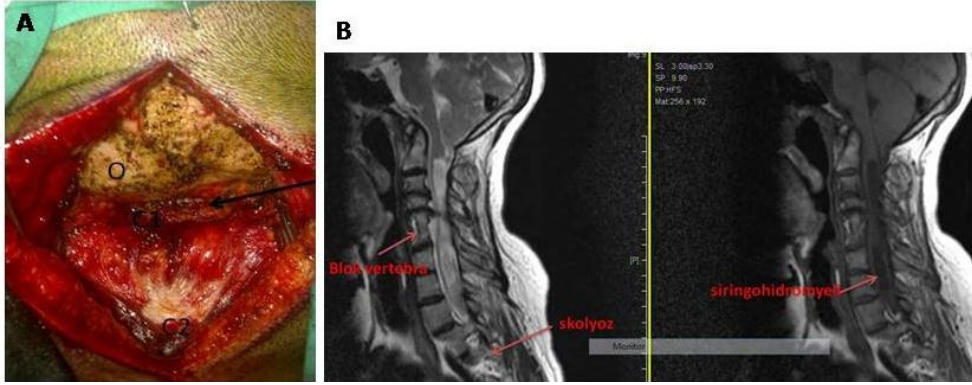 A
B
O
C1
C2
SL : 3.00|sp3.30
SP : 9.90
PP:HFS
Mat:256 x 192
[P]
Blok vertebra
skolyoz
siringohidromyeli
Monitor